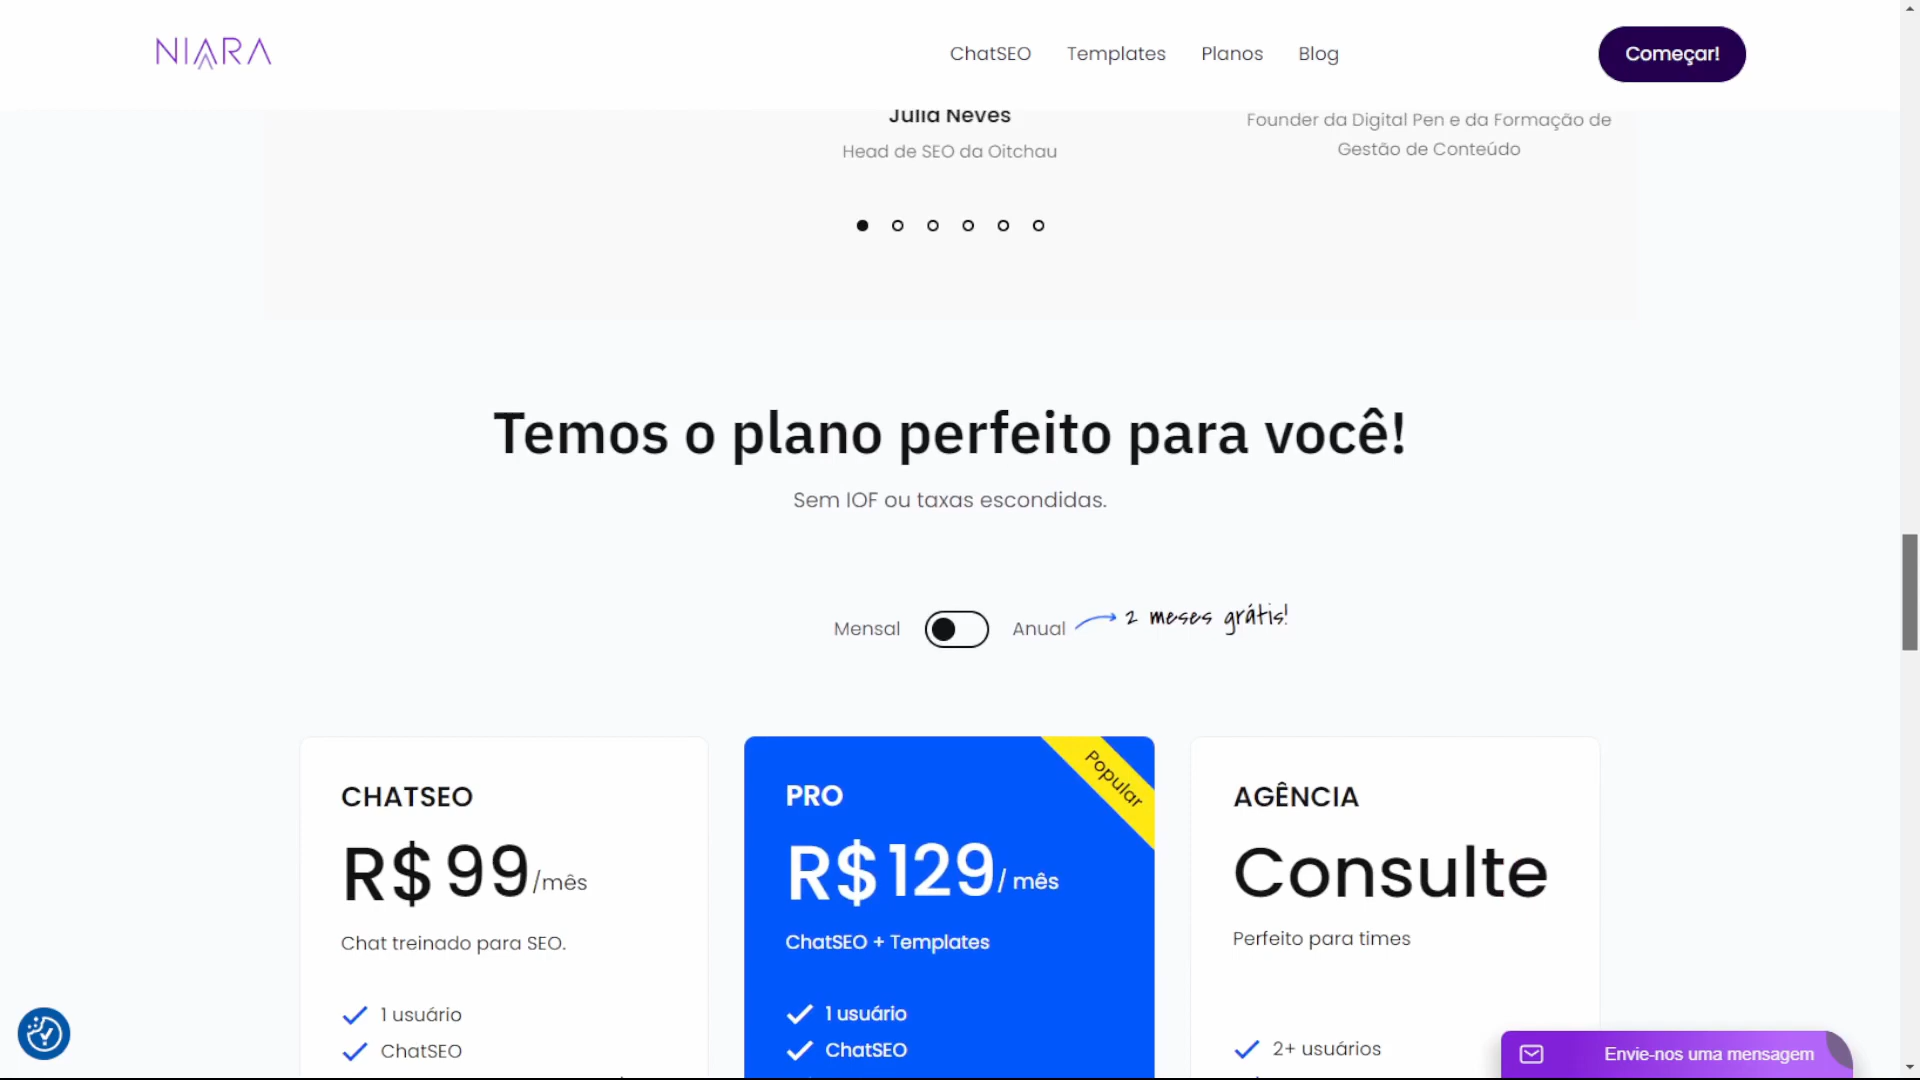 NIARA
ChatSEO
Templates
Planos
Blog
Começar!
Julia Neves
Head de SEO da Oitchau
Founder da Digital Pen e da Formação de
Gestão de Conteúdo
Temos o plano perfeito para você!
Sem IOF ou taxas escondidas.
Mensal
Anual
2 meses grátis!
CHATSEO
R$99/mês
Chat treinado para SEO.
1 usuário
ChatSEO
Popular
PRO
R$129/ mês
ChatSEO + Templates
1 usuário
ChatSEO
AGÊNCIA
Consulte
Perfeito para times
2+ usuários
Envie-nos uma mensagem